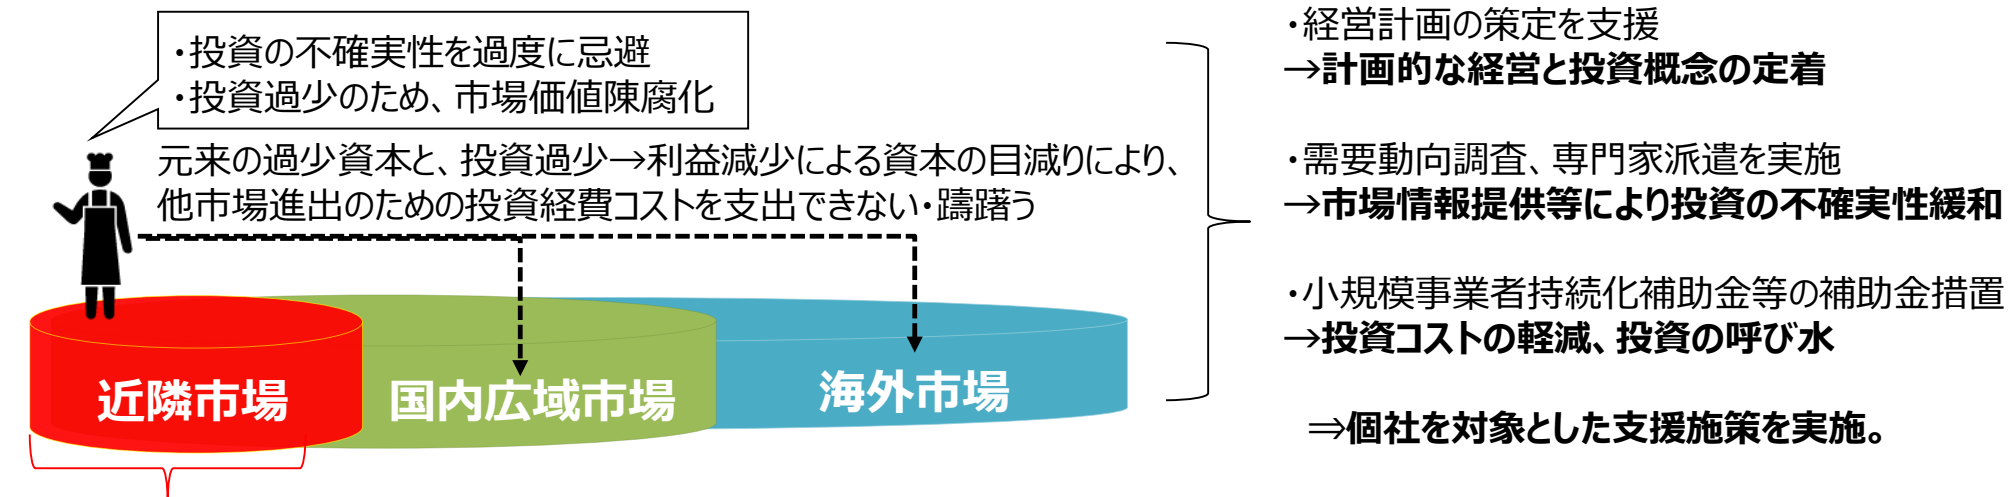 ・投資の不確実性を過度に忌避
・投資過少のため、市場価値陳腐化
元来の過少資本と、投資過少→利益減少による資本の目減りにより、
他市場進出のための投資経費コストを支出できない・躊躇う
近隣市場
国内広域市場
海外市場
・経営計画の策定を支援
→計画的な経営と投資概念の定着
・需要動向調査、専門家派遣を実施
→市場情報提供等により投資の不確実性緩和
・小規模事業者持続化補助金等の補助金措置
→投資コストの軽減、投資の呼び水
⇒個社を対象とした支援施策を実施。